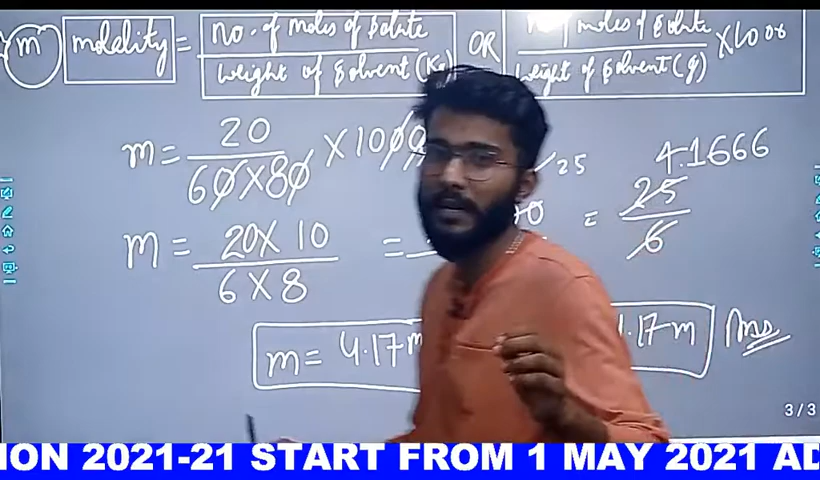 m molality = no. of moles of solute OR moles of solute × 1000
weight of solvent (Kg) weight of solvent (g)
m = 20 × 1000 25 4.1666
60 × 80 = 25
6
m = 20 × 10 =
6 × 8
m = 4.17m 4.17m Ans
3/3
ION 2021-21 START FROM 1 MAY 2021 AD